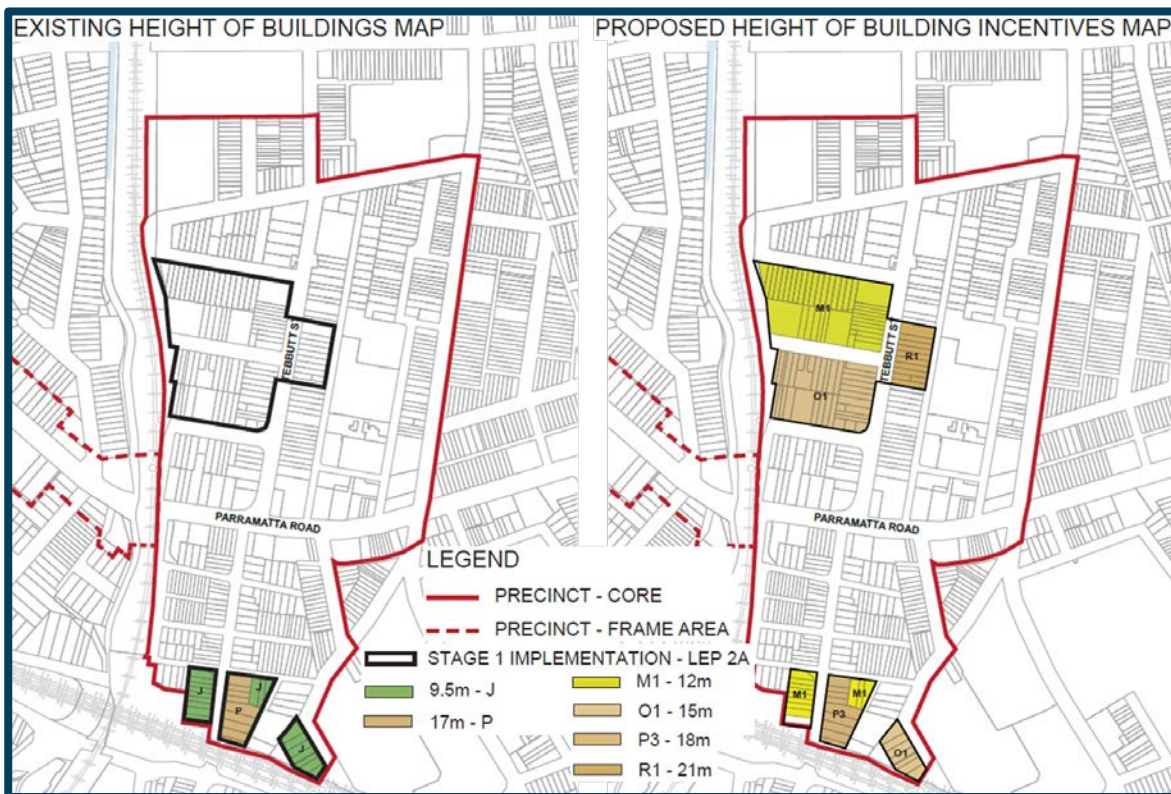 EXISTING HEIGHT OF BUILDINGS MAP
TEBBUTT ST
PARRAMATTA ROAD
J
P
J
J
PROPOSED HEIGHT OF BUILDING INCENTIVES MAP
M1
TEBBUTT ST
R1
O1
PARRAMATTA ROAD
M1
P3
M1
O1
LEGEND
PRECINCT - CORE
PRECINCT - FRAME AREA
STAGE 1 IMPLEMENTATION - LEP 2A
9.5m - J
17m - P
M1 - 12m
O1 - 15m
P3 - 18m
R1 - 21m